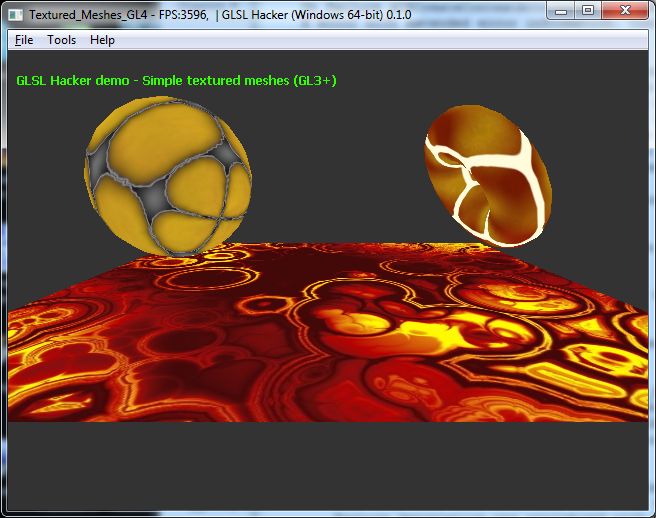 Textured_Meshes_GL4 - FPS:3596,  | GLSL Hacker (Windows 64-bit) 0.1.0
File Tools Help
GLSL Hacker demo - Simple textured meshes (GL3+)